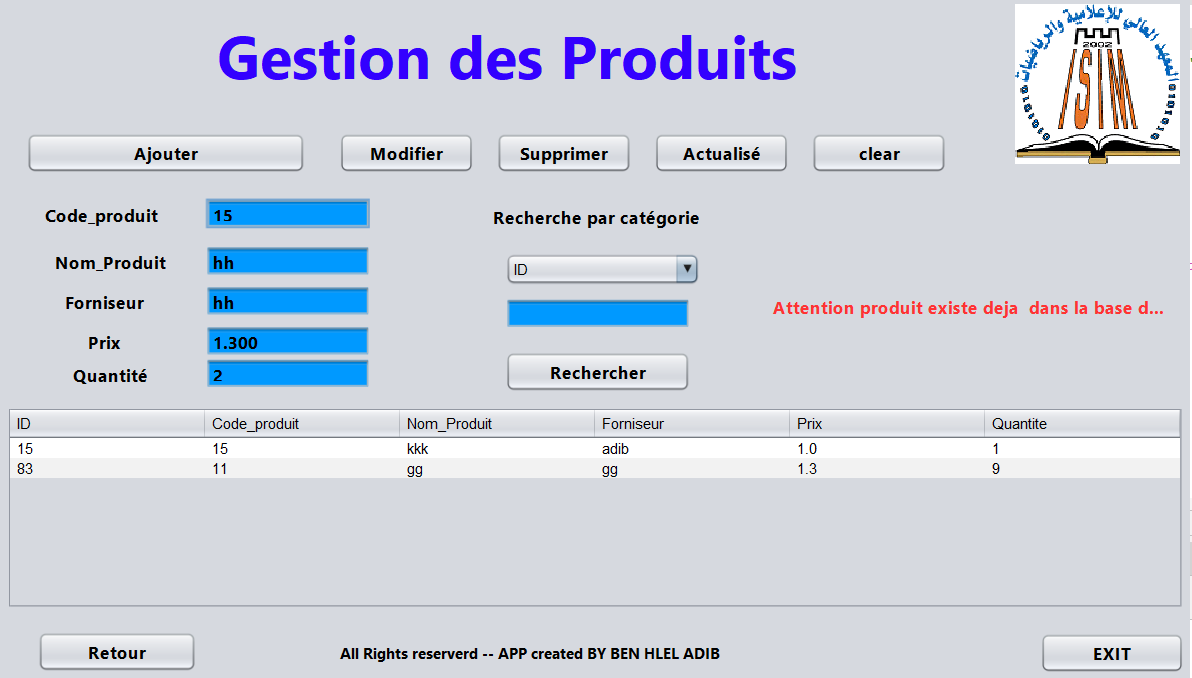 Gestion des Produits
المعهد العالي للإعلامية والرياضيات
2002
ISIM
Ajouter Modifier Supprimer Actualisé clear
Code_produit 15
Recherche par catégorie
Nom_Produit hh
ID
Forniseur hh
Attention produit existe deja dans la base d...
Prix 1.300
Quantité 2
Rechercher
ID Code_produit Nom_Produit Forniseur Prix Quantite
15 15 kkk adib 1.0 1
83 11 gg gg 1.3 9
Retour All Rights reserverd -- APP created BY BEN HLEL ADIB EXIT